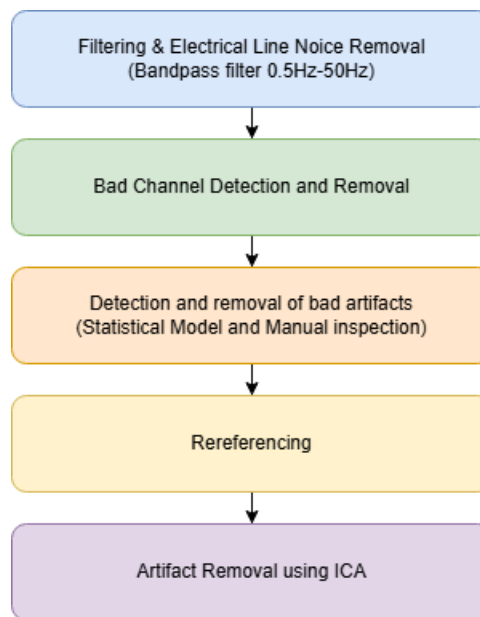 Filtering & Electrical Line Noice Removal
(Bandpass filter 0.5Hz-50Hz)
Bad Channel Detection and Removal
Detection and removal of bad artifacts
(Statistical Model and Manual inspection)
Rereferencing
Artifact Removal using ICA